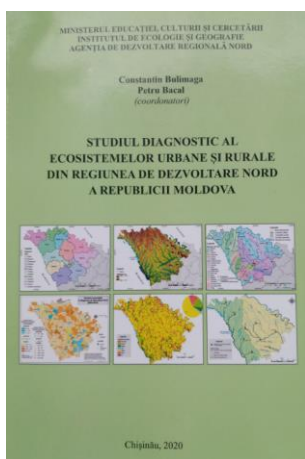 MINISTERUL EDUCAȚIEI, CULTURII ȘI CERCETĂRII
INSTITUTUL DE ECOLOGIE ȘI GEOGRAFIE
AGENȚIA DE DEZVOLTARE REGIONALĂ NORD
Constantin Bulimaga
Petru Bacal
(coordonatori)
STUDIUL DIAGNOSTIC AL
ECOSISTEMELOR URBANE ȘI RURALE
DIN REGIUNEA DE DEZVOLTARE NORD
A REPUBLICII MOLDOVA
Chișinău, 2020